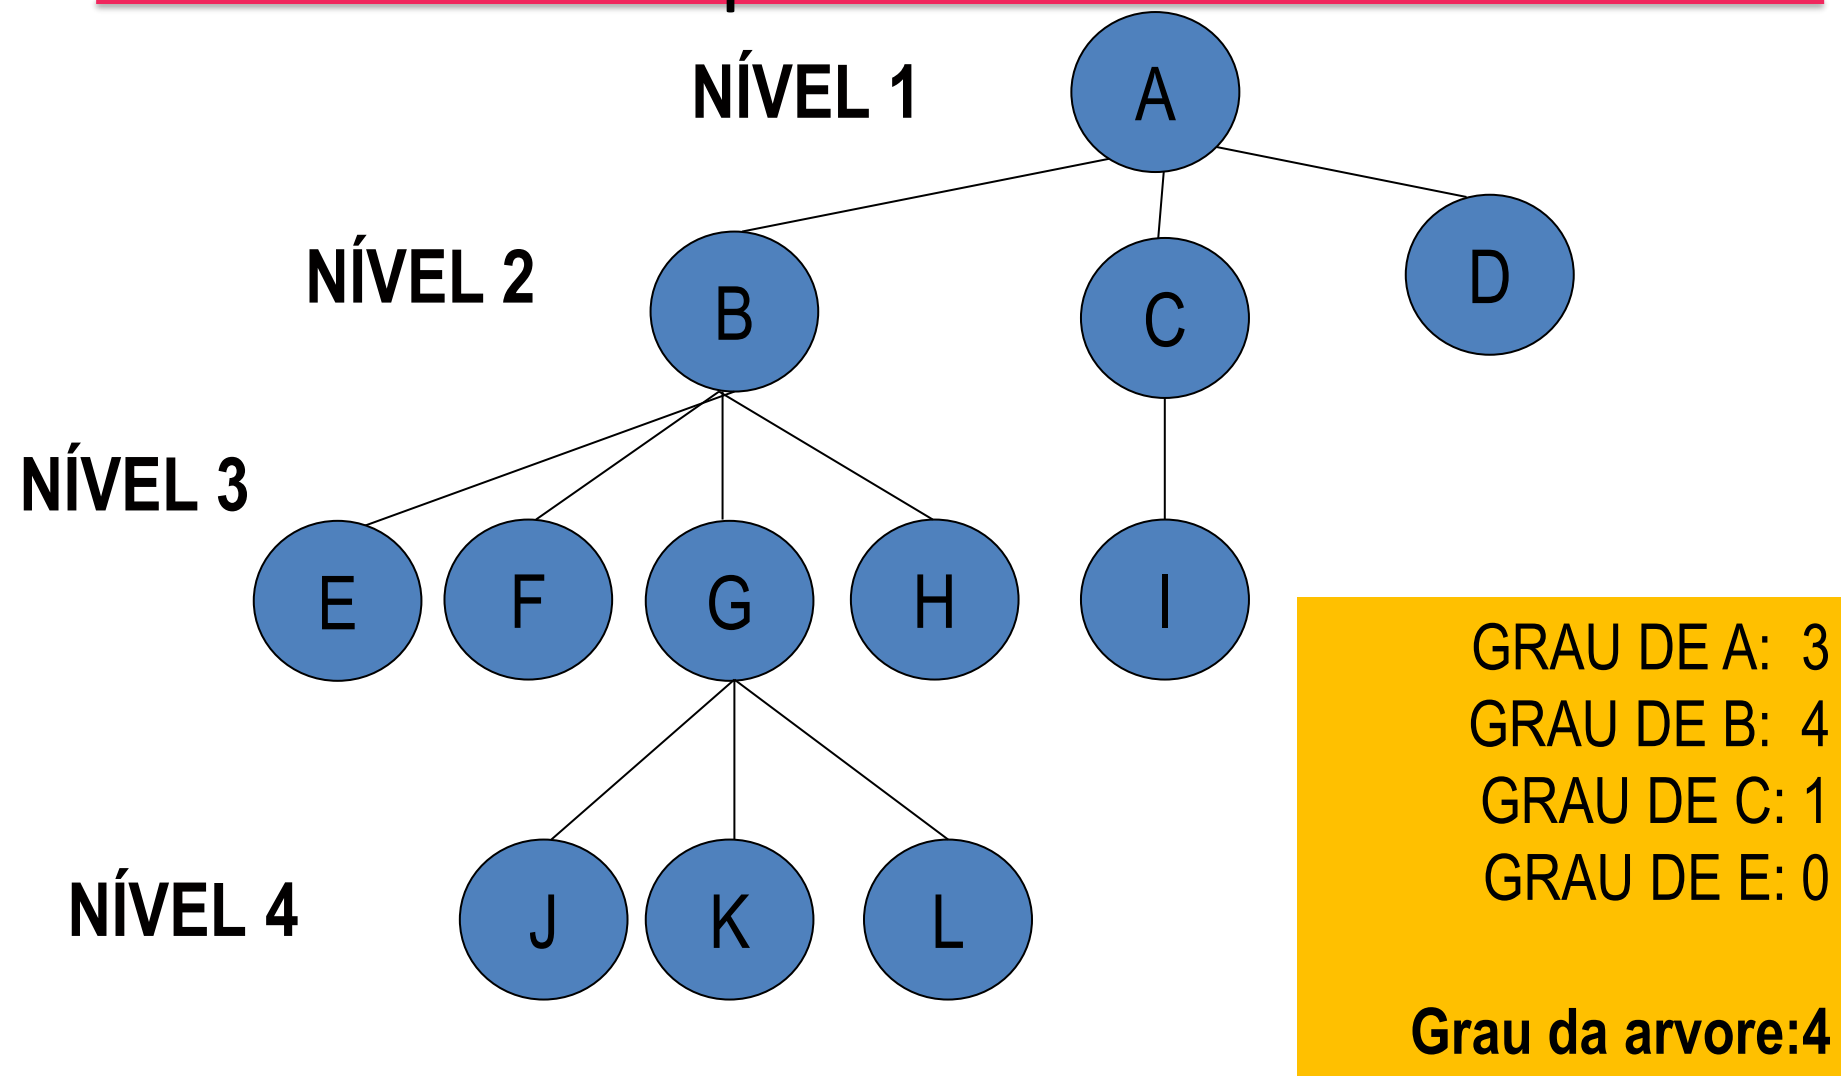 NÍVEL 1
A
NÍVEL 2
B
C
D
NÍVEL 3
E
F
G
H
I
GRAU DE A: 3
GRAU DE B: 4
GRAU DE C: 1
GRAU DE E: 0
NÍVEL 4
J
K
L
Grau da arvore:4